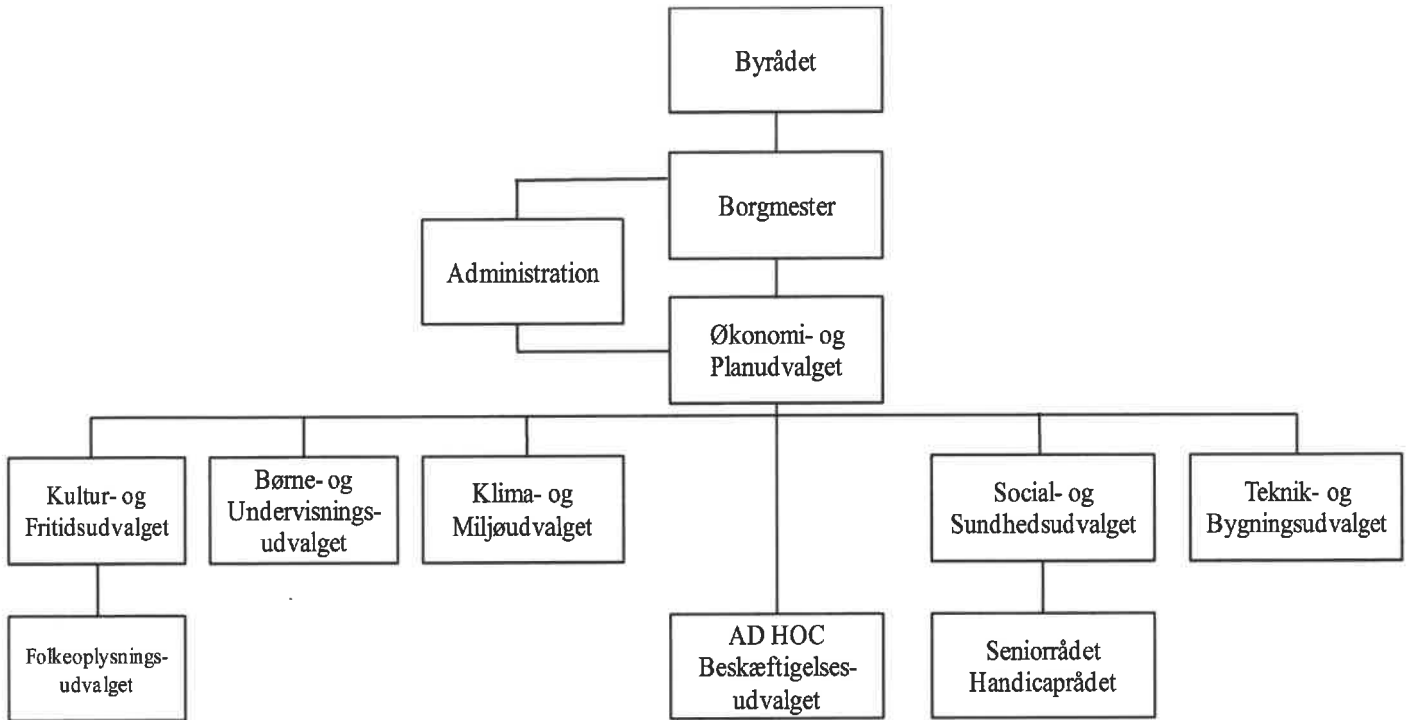 Byrådet
Borgmester
Administration
Økonomi- og
Planudvalget
Kultur- og
Fritidsudvalget
Børne- og
Undervisnings-
udvalget
Klima- og
Miljøudvalget
Social- og
Sundhedsudvalget
Teknik- og
Bygningsudvalget
Folkeoplysnings-
udvalget
AD HOC
Beskæftigelses-
udvalget
Seniorrådet
Handicaprådet